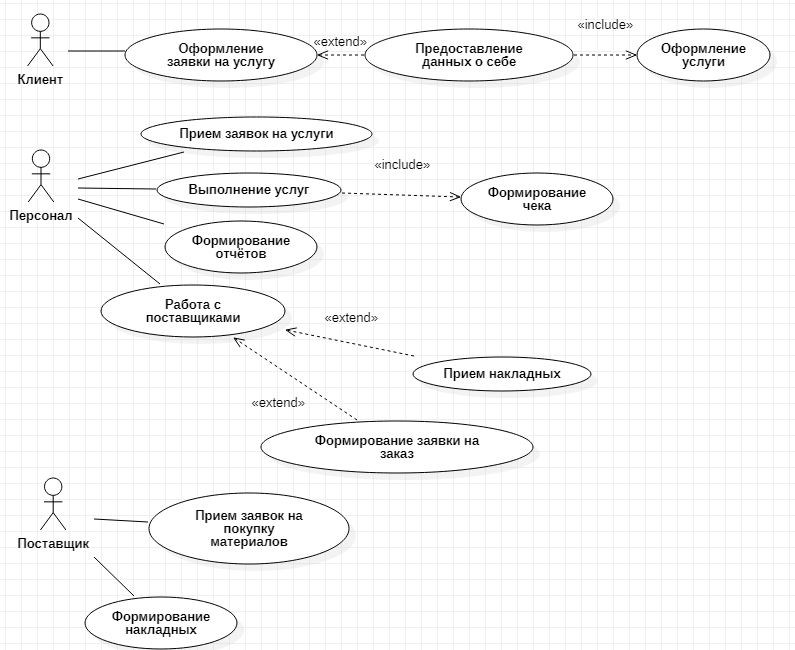 «include»
«extend»
Оформление
заявки на услугу
Предоставление
данных о себе
Оформление
услуги
Клиент
Прием заявок на услуги
«include»
Выполнение услуг
Формирование
чека
Персонал
Формирование
отчётов
Работа с
поставщиками
«extend»
Прием накладных
«extend»
Формирование заявки на
заказ
Прием заявок на
покупку
материалов
Поставщик
Формирование
накладных